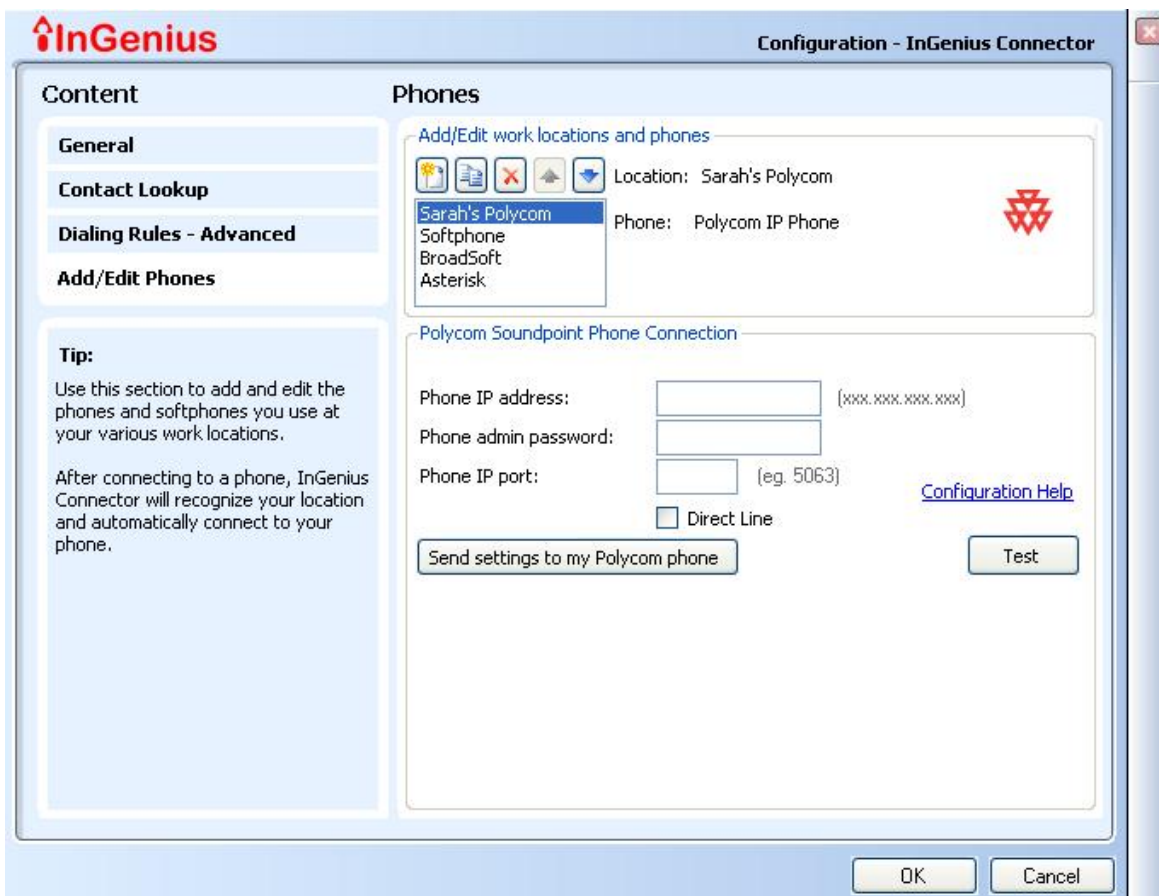 InGenius
Configuration - InGenius Connector
Content
General
Contact Lookup
Dialing Rules - Advanced
Add/Edit Phones
Tip:
Use this section to add and edit the
phones and softphones you use at
your various work locations.
After connecting to a phone, InGenius
Connector will recognize your location
and automatically connect to your
phone.
Phones
Add/Edit work locations and phones
Location: Sarah's Polycom
Phone: Polycom IP Phone
Sarah's Polycom
Softphone
BroadSoft
Asterisk
Polycom Soundpoint Phone Connection
Phone IP address: (xxx.xxx.xxx.xxx)
Phone admin password:
Phone IP port: (eg. 5063)
Configuration Help
Direct Line
Send settings to my Polycom phone
Test
OK
Cancel